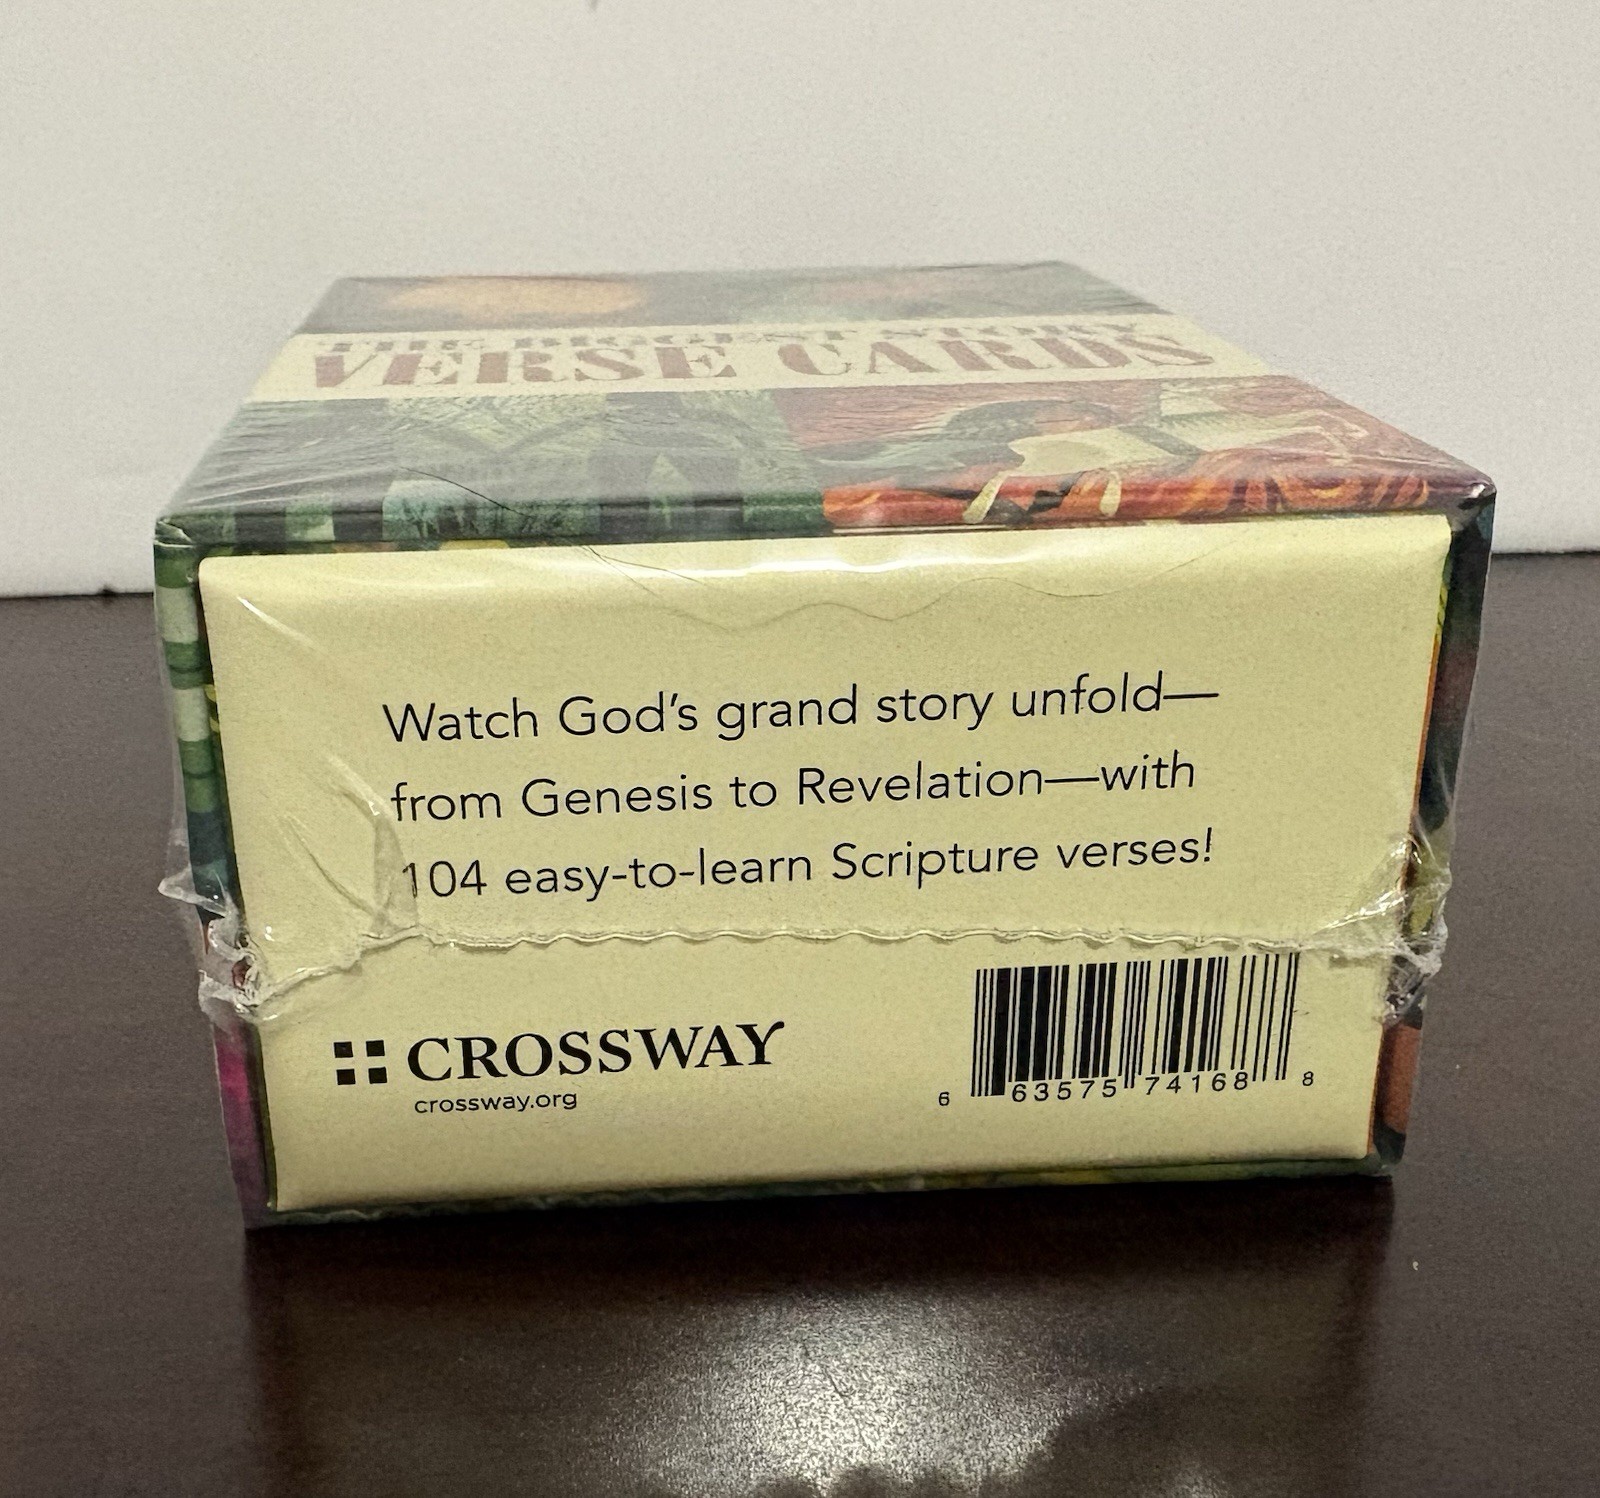 THE BIGGEST STORY
VERSE CARDS
Watch God's grand story unfold—
from Genesis to Revelation—with
104 easy-to-learn Scripture verses!
CROSSWAY
crossway.org
6 63575 74168 8